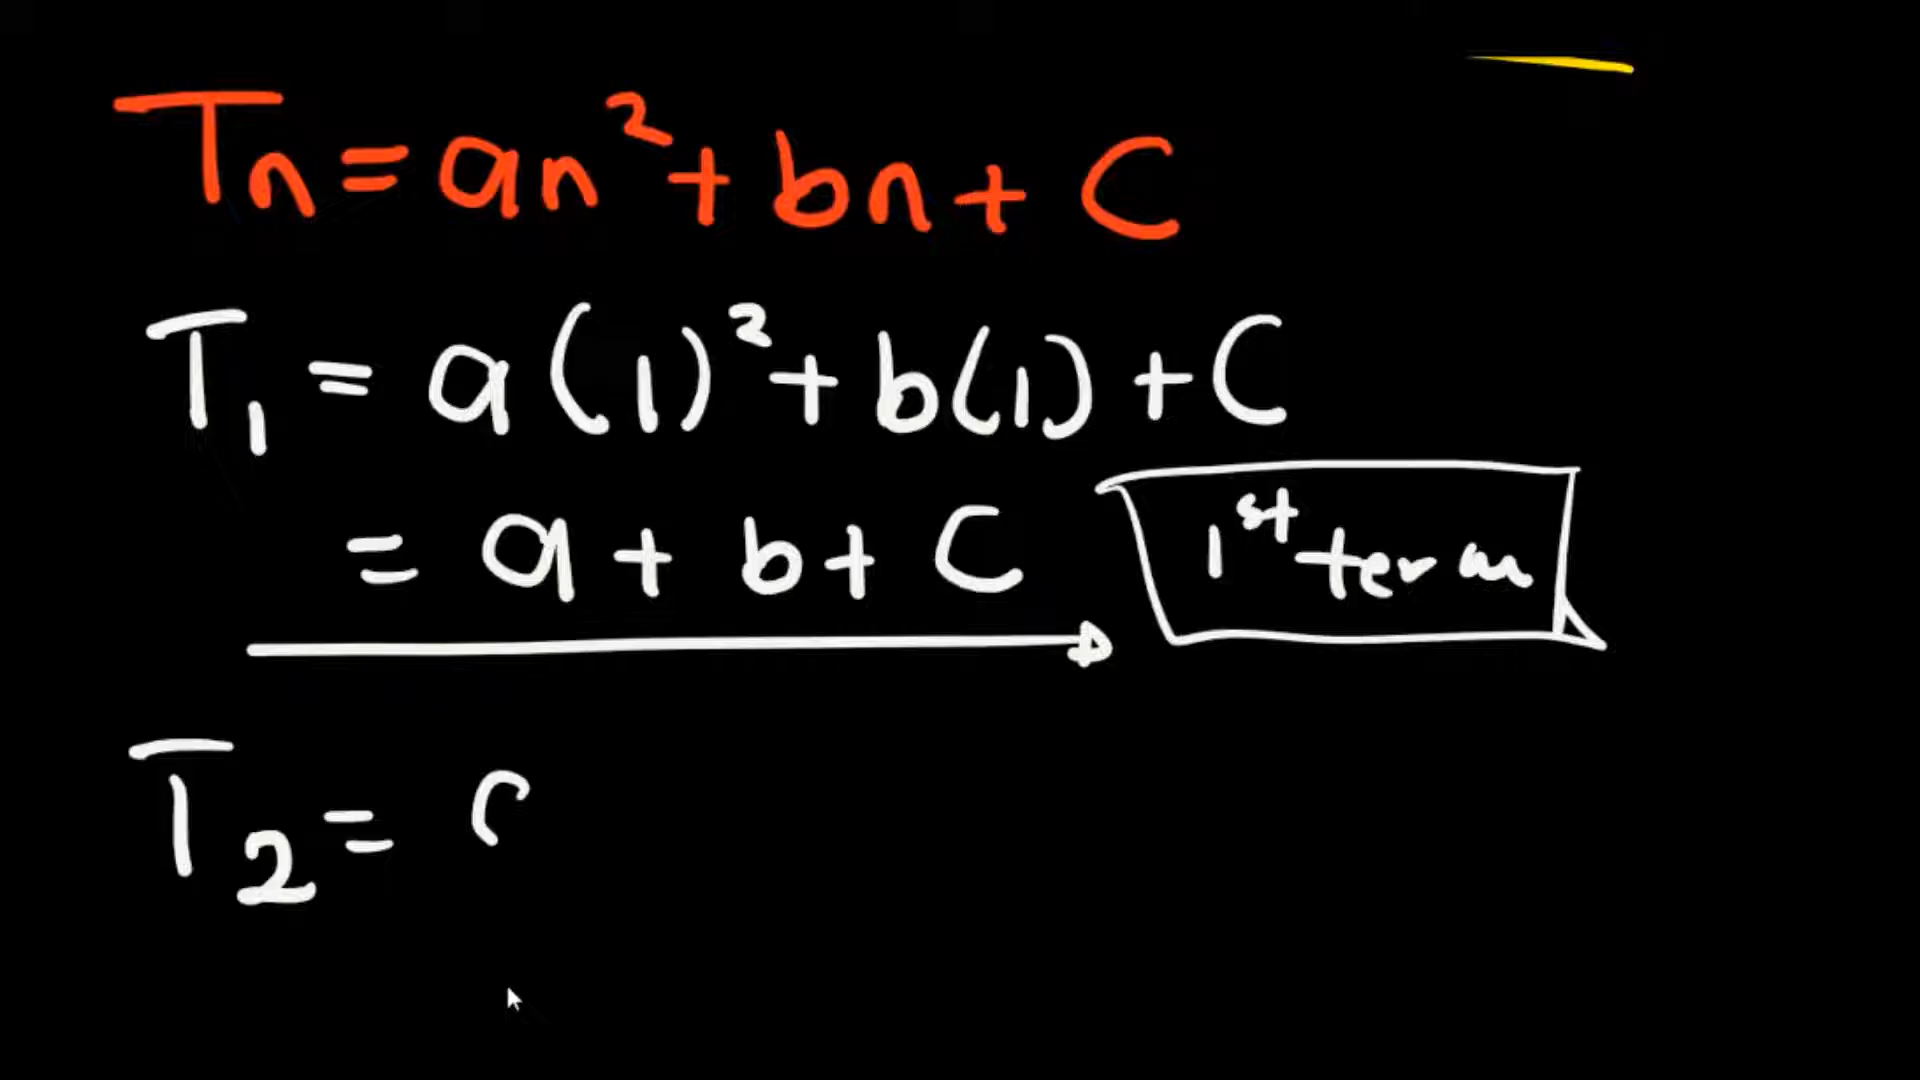 Tn = an² + bn + C
T₁ = a(1)² + b(1) + C
= a + b + C
1st term
T₂ =